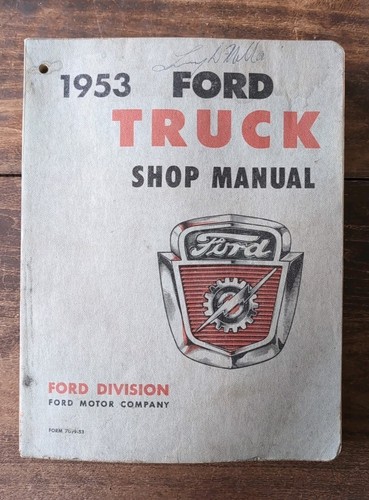 1953 FORD
TRUCK
SHOP MANUAL
Ford
FORD DIVISION
FORD MOTOR COMPANY